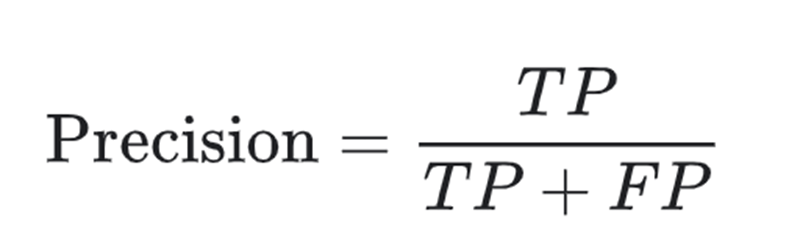 Precision = TP / TP + FP